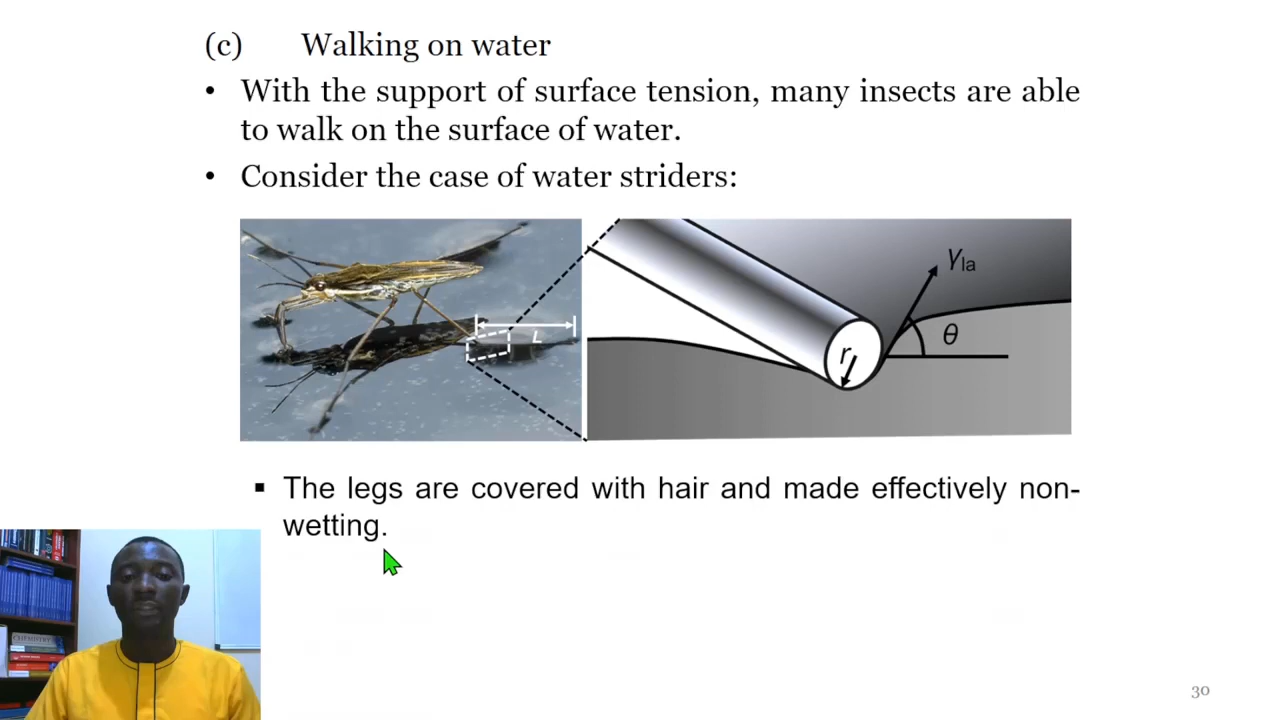 (c) Walking on water
• With the support of surface tension, many insects are able
to walk on the surface of water.
• Consider the case of water striders:
L
γla
θ
r
▪ The legs are covered with hair and made effectively non-
wetting.
CHEMISTRY
30